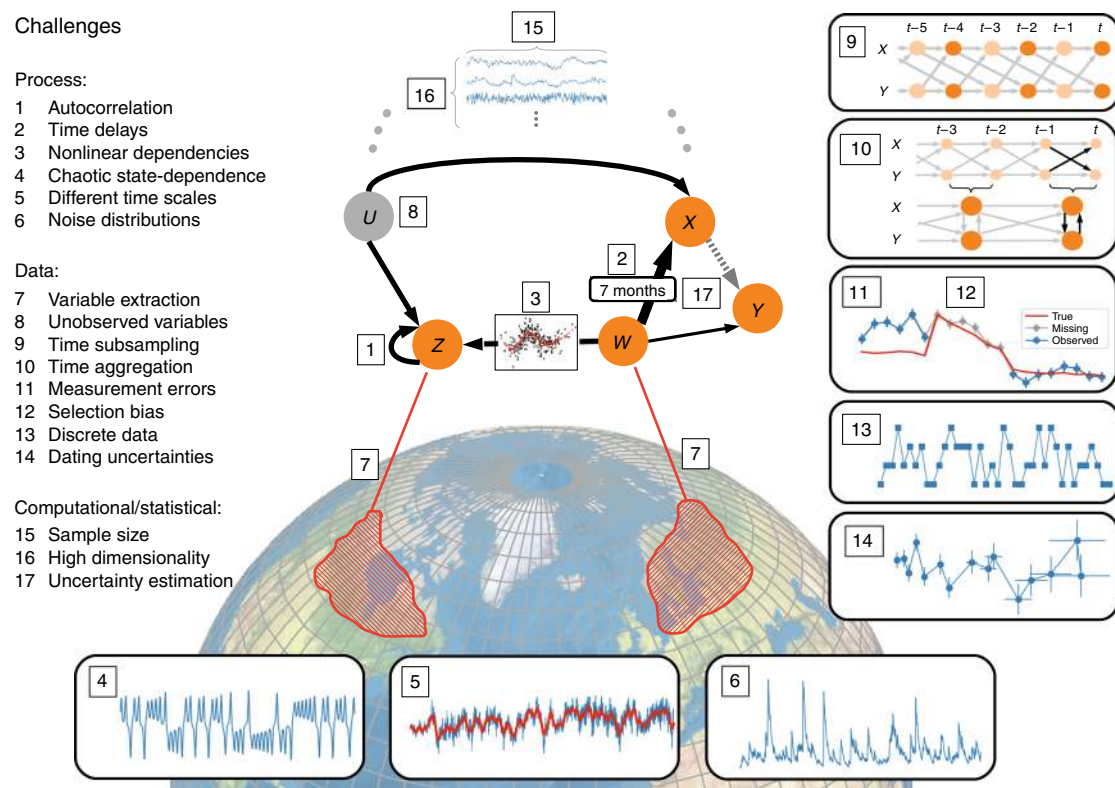 Challenges
Process:
1 Autocorrelation
2 Time delays
3 Nonlinear dependencies
4 Chaotic state-dependence
5 Different time scales
6 Noise distributions
Data:
7 Variable extraction
8 Unobserved variables
9 Time subsampling
10 Time aggregation
11 Measurement errors
12 Selection bias
13 Discrete data
14 Dating uncertainties
Computational/statistical:
15 Sample size
16 High dimensionality
17 Uncertainty estimation
15
16
U
8
X
2
7 months
17
Y
3
1
Z
W
7
7
9
t–5 t–4 t–3 t–2 t–1 t
X
Y
10
t–3 t–2 t–1 t
X
Y
X
Y
11
12
True
Missing
Observed
13
14
4
5
6